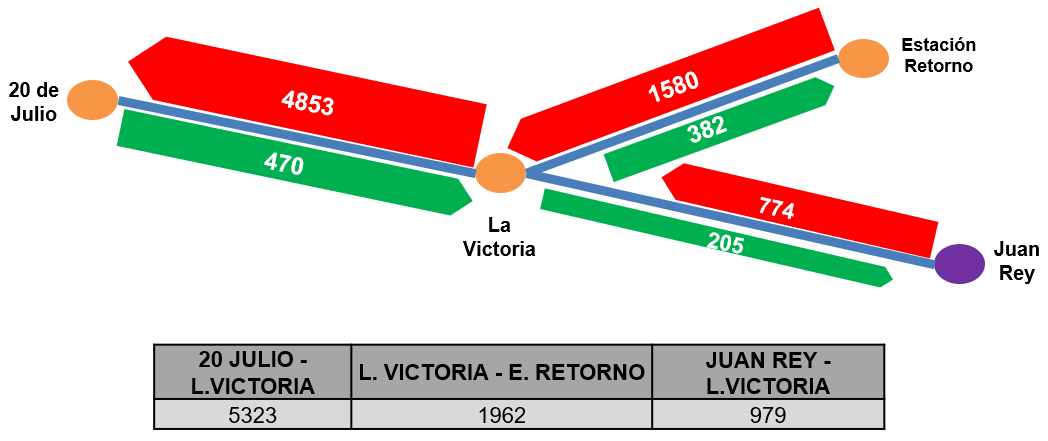 Estación
Retorno
1580
20 de
Julio
4853
382
470
774
La
Victoria
205
Juan
Rey
20 JULIO -
L.VICTORIA
L. VICTORIA - E. RETORNO
JUAN REY -
L.VICTORIA
5323
1962
979